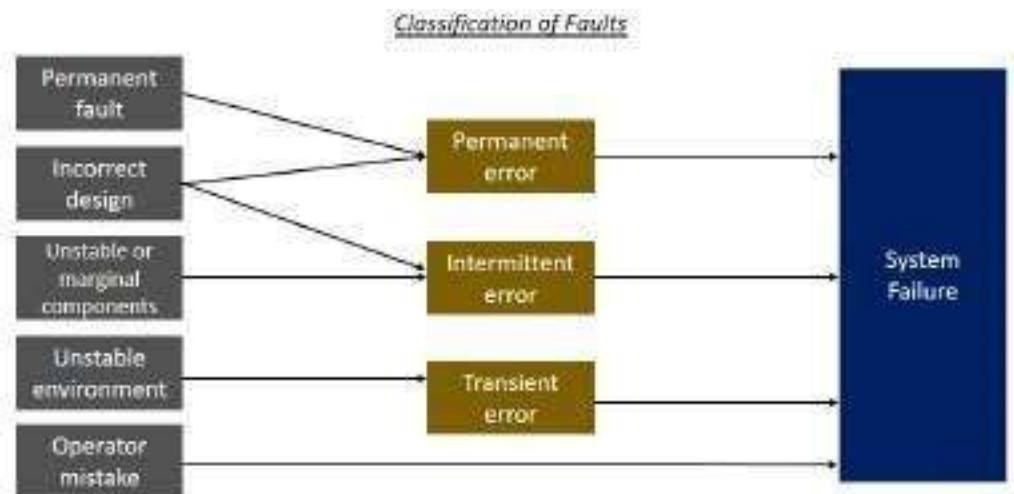 Classification of Faults
Permanent
fault
Incorrect
design
Unstable or
marginal
components
Unstable
environment
Operator
mistake
Permanent
error
Intermittent
error
Transient
error
System
Failure